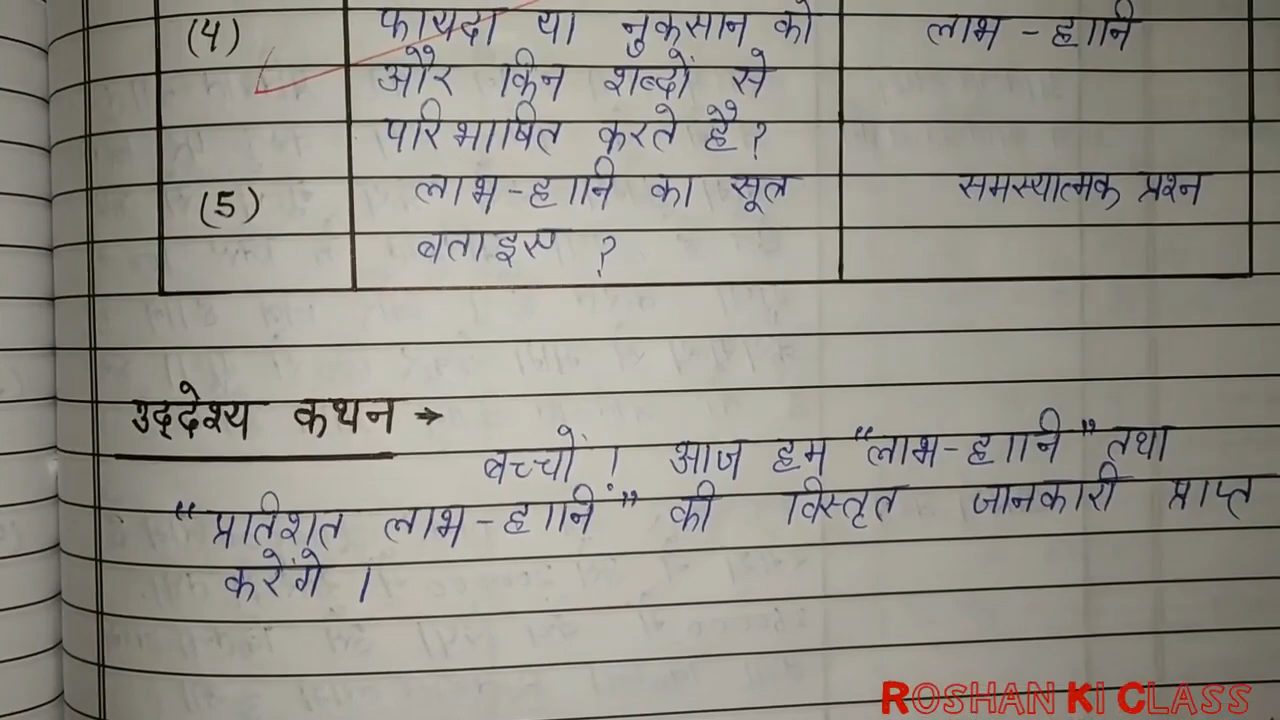 (4) फायदा या नुकसान को लाभ - हानि
और किन शब्दों से
परिभाषित करते है?
(5) लाभ-हानि का सूत्र समस्यात्मक प्रश्न
बताइए ?
उद्देश्य कथन →
बच्चों ! आज हम "लाभ-हानि" तथा
"प्रतिशत लाभ-हानि" की विस्तृत जानकारी प्राप्त
करेंगे ।
ROSHAN KI CLASS